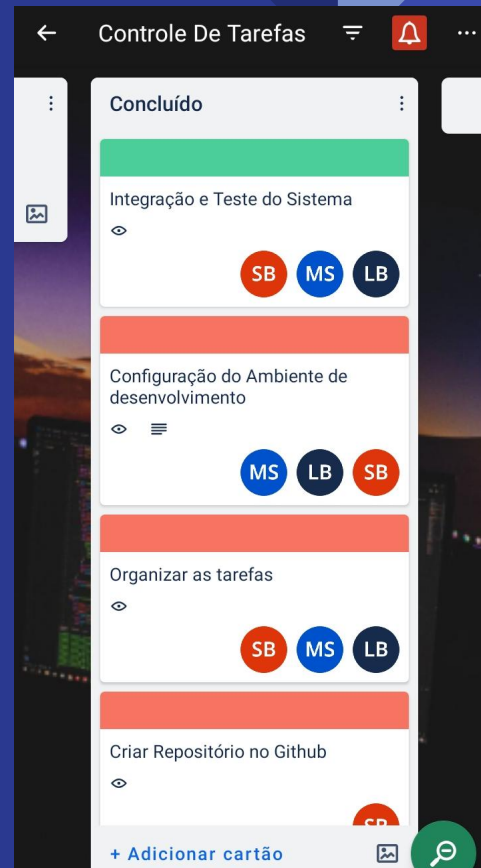 Controle De Tarefas
Concluído
Integração e Teste do Sistema
SB MS LB
Configuração do Ambiente de
desenvolvimento
MS LB SB
Organizar as tarefas
SB MS LB
Criar Repositório no Github
SB
+ Adicionar cartão